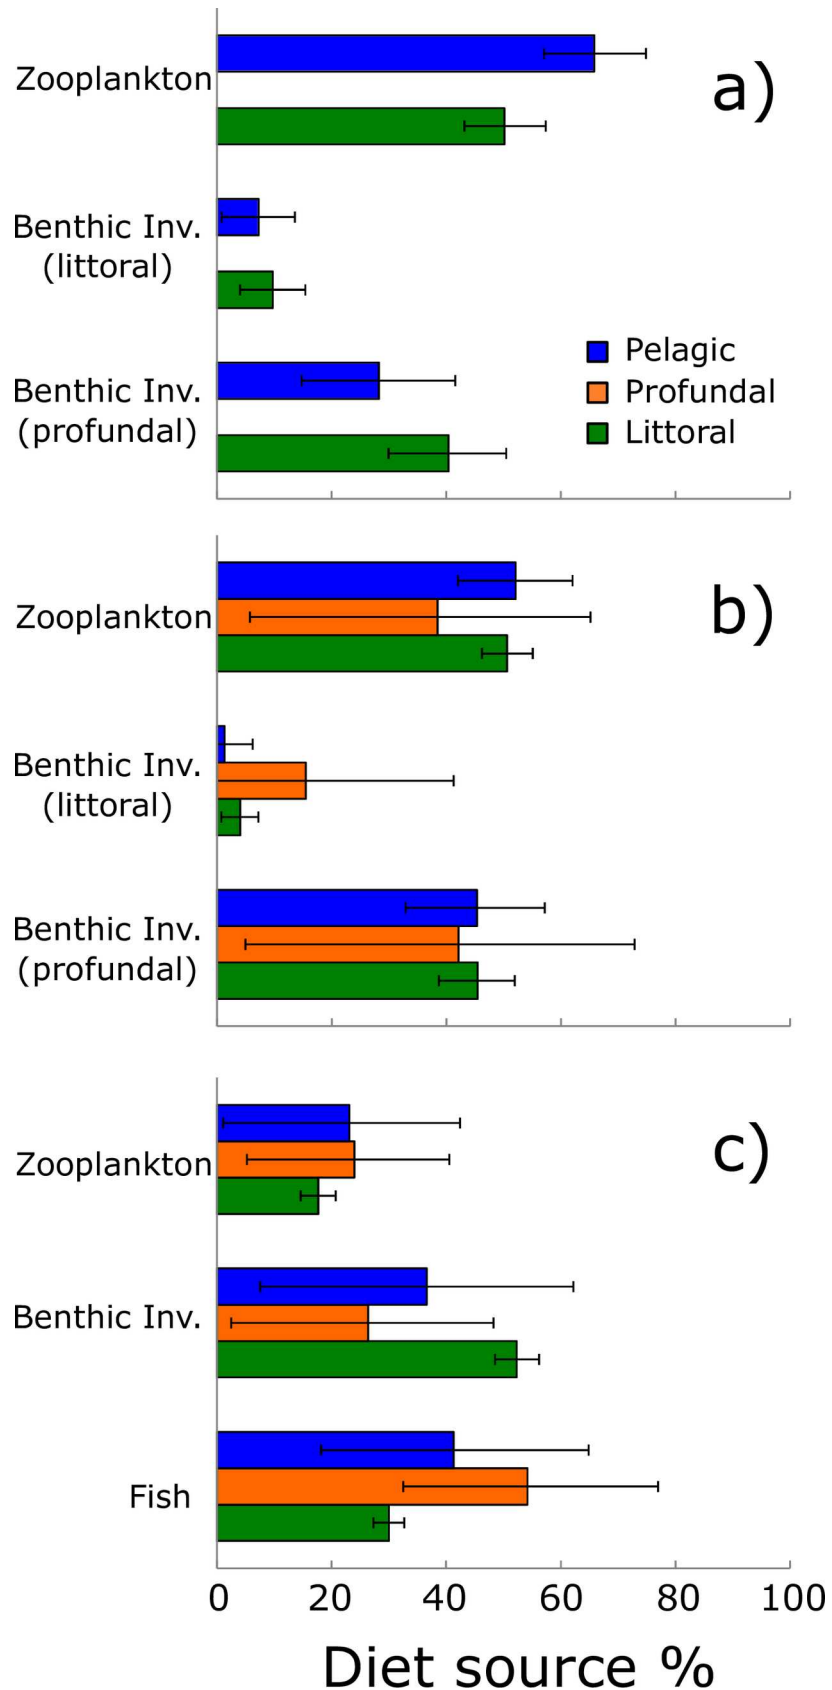 Zooplankton
a)
Benthic Inv.
(littoral)
Pelagic
Benthic Inv.
Profundal
(profundal)
Littoral
Zooplankton
b)
Benthic Inv.
(littoral)
Benthic Inv.
(profundal)
Zooplankton
c)
Benthic Inv.
Fish
0 20 40 60 80 100
Diet source %